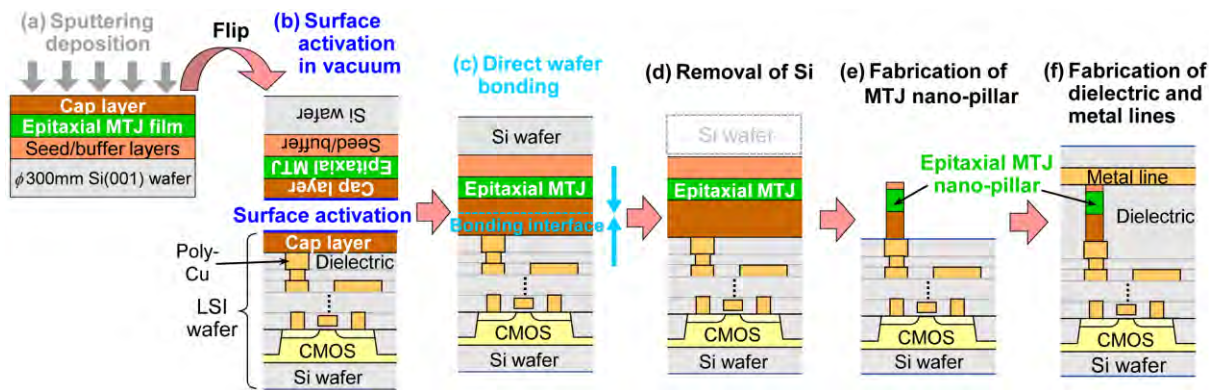 (a) Sputtering
deposition
Cap layer
Epitaxial MTJ film
Seed/buffer layers
ϕ300mm Si(001) wafer
Flip
(b) Surface
activation
in vacuum
Si wafer
Seed/buffer
Epitaxial MTJ
Cap layer
Surface activation
Cap layer
Poly-
Cu
Dielectric
LSI
wafer
CMOS
Si wafer
(c) Direct wafer
bonding
Si wafer
Epitaxial MTJ
Bonding Interface
CMOS
Si wafer
(d) Removal of Si
Si wafer
Epitaxial MTJ
CMOS
Si wafer
(e) Fabrication of
MTJ nano-pillar
Epitaxial MTJ
nano-pillar
CMOS
Si wafer
(f) Fabrication of
dielectric and
metal lines
Metal line
Dielectric
CMOS
Si wafer